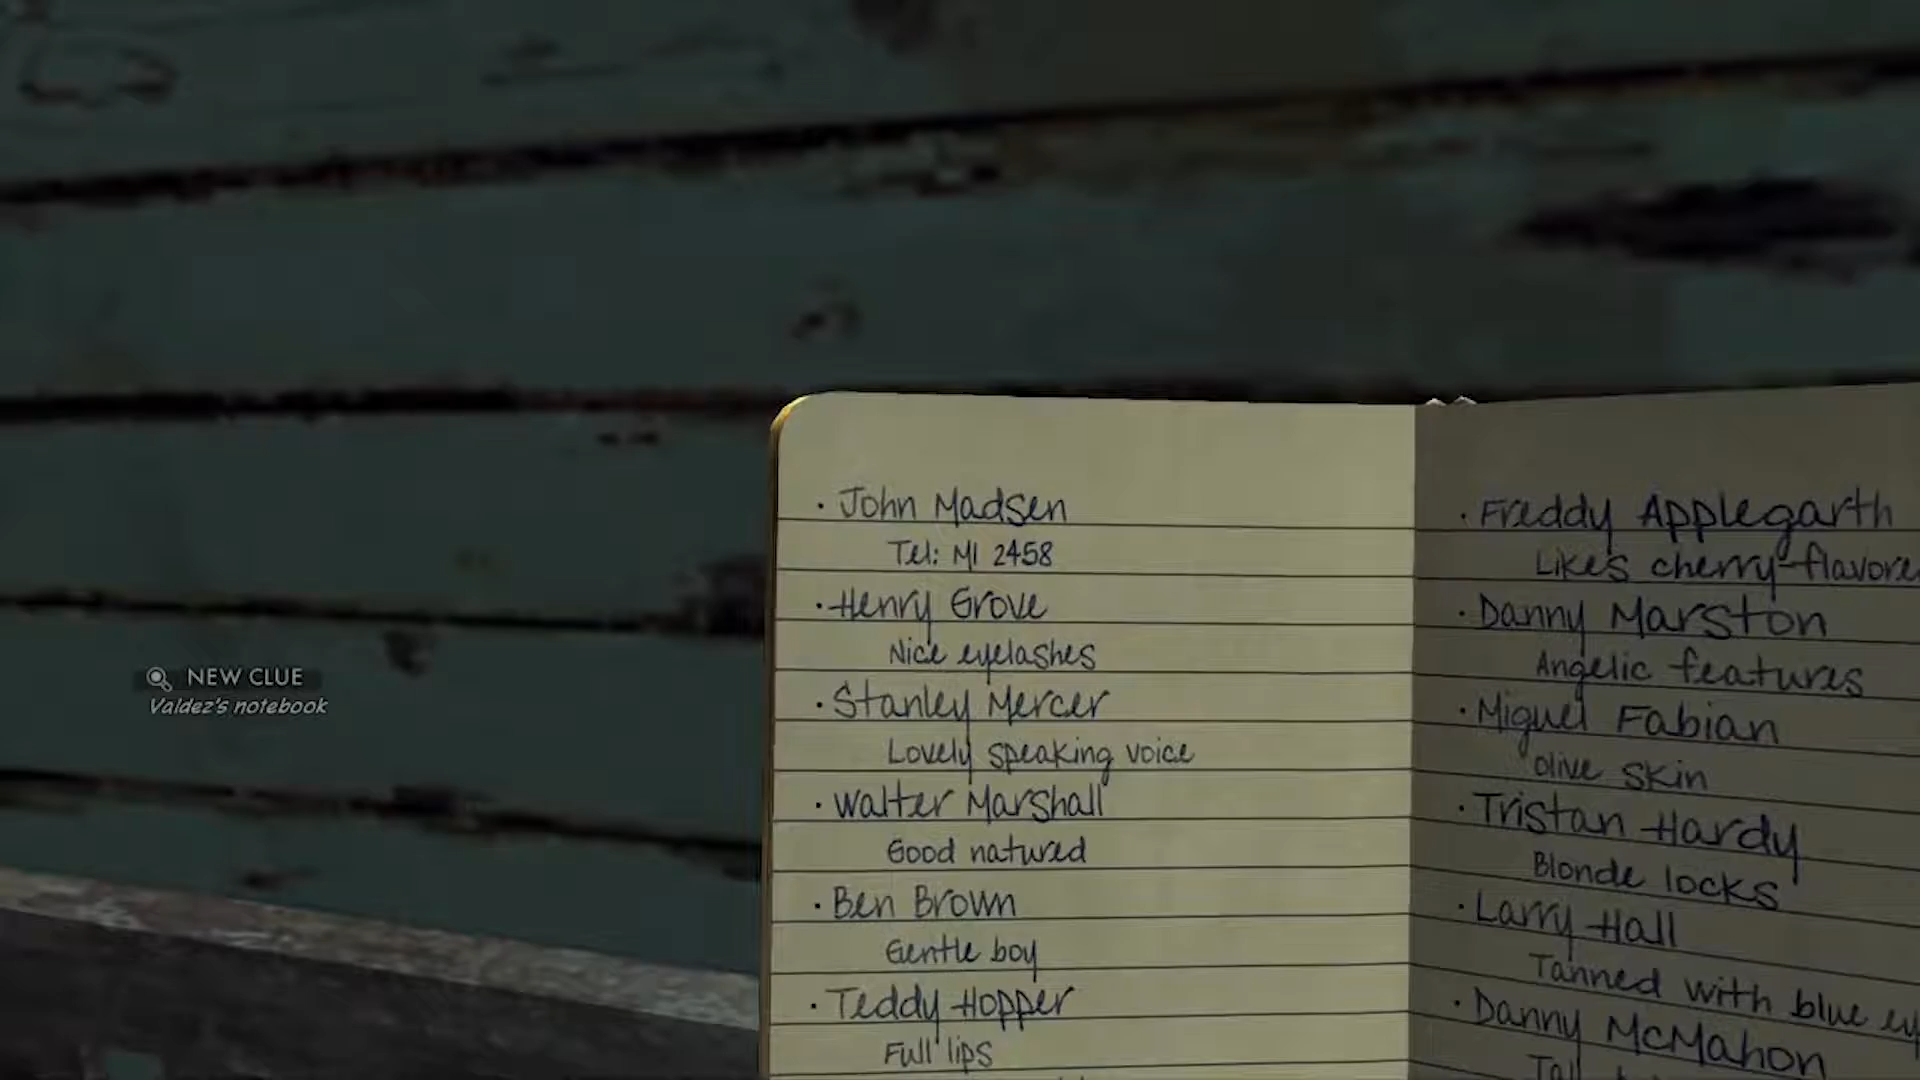 NEW CLUE
Valdez's notebook
· John Madsen
Tel: MI 2458
· Henry Grove
Nice eyelashes
· Stanley Mercer
Lovely speaking voice
· Walter Marshall
Good natured
· Ben Brown
Gentle boy
· Teddy Hopper
Full lips
· Freddy Applegarth
Likes cherry-flavore
· Danny Marston
Angelic features
· Miguel Fabian
Olive skin
· Tristan Hardy
Blonde locks
· Larry Hall
Tanned with blue ey
· Danny McMahon